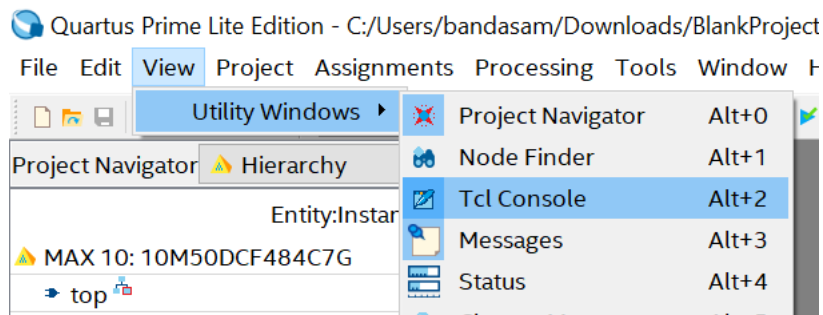 Quartus Prime Lite Edition - C:/Users/bandasam/Downloads/BlankProject
File Edit View Project Assignments Processing Tools Window
Utility Windows
Project Navigator Alt+0
Node Finder Alt+1
Tcl Console Alt+2
Messages Alt+3
Status Alt+4
Project Navigator Hierarchy
Entity:Instan
MAX 10: 10M50DCF484C7G
top